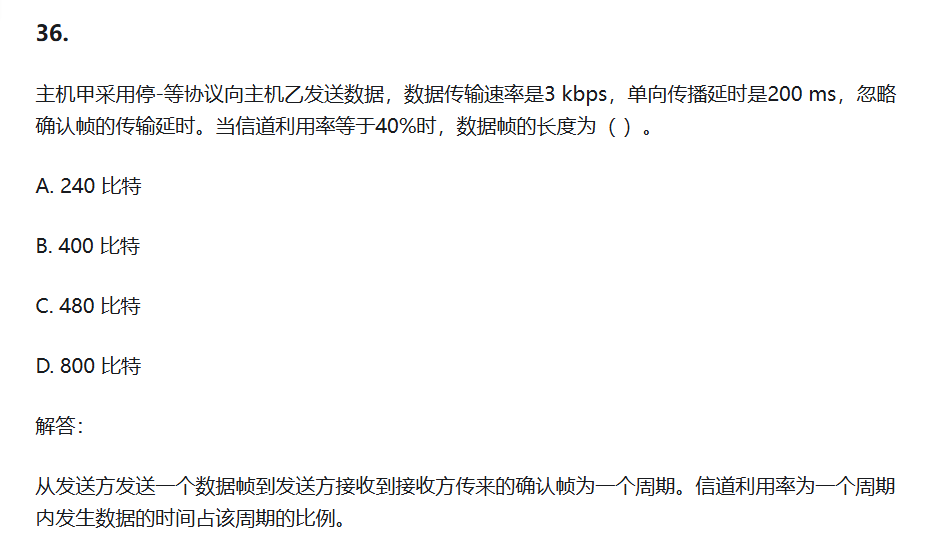 36.
主机甲采用停-等协议向主机乙发送数据，数据传输速率是3 kbps，单向传播延时是200 ms，忽略
确认帧的传输延时。当信道利用率等于40%时，数据帧的长度为（ ）。
A. 240 比特
B. 400 比特
C. 480 比特
D. 800 比特
解答：
从发送方发送一个数据帧到发送方接收到接收方传来的确认帧为一个周期。信道利用率为一个周期
内发生数据的时间占该周期的比例。